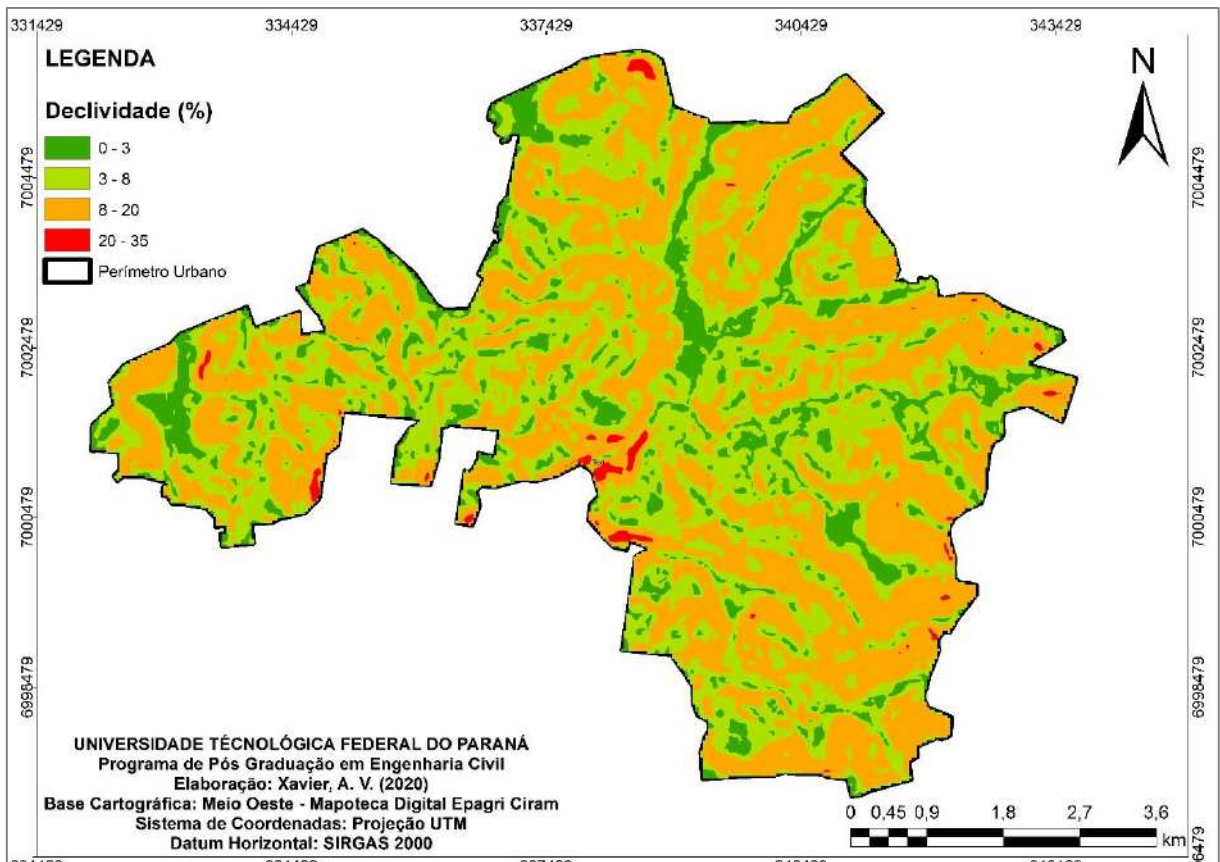 331429 334429 337429 340429 343429
LEGENDA
N
Declividade (%)
0 - 3
3 - 8
8 - 20
20 - 35
Perímetro Urbano
7004479
7004479
7002479
7002479
7000479
7000479
6998479
6998479
UNIVERSIDADE TÉCNOLÓGICA FEDERAL DO PARANÁ
Programa de Pós Graduação em Engenharia Civil
Elaboração: Xavier, A. V. (2020)
Base Cartográfica: Meio Oeste - Mapoteca Digital Epagri Ciram
Sistema de Coordenadas: Projeção UTM
Datum Horizontal: SIRGAS 2000
0 0,45 0,9 1,8 2,7 3,6
km